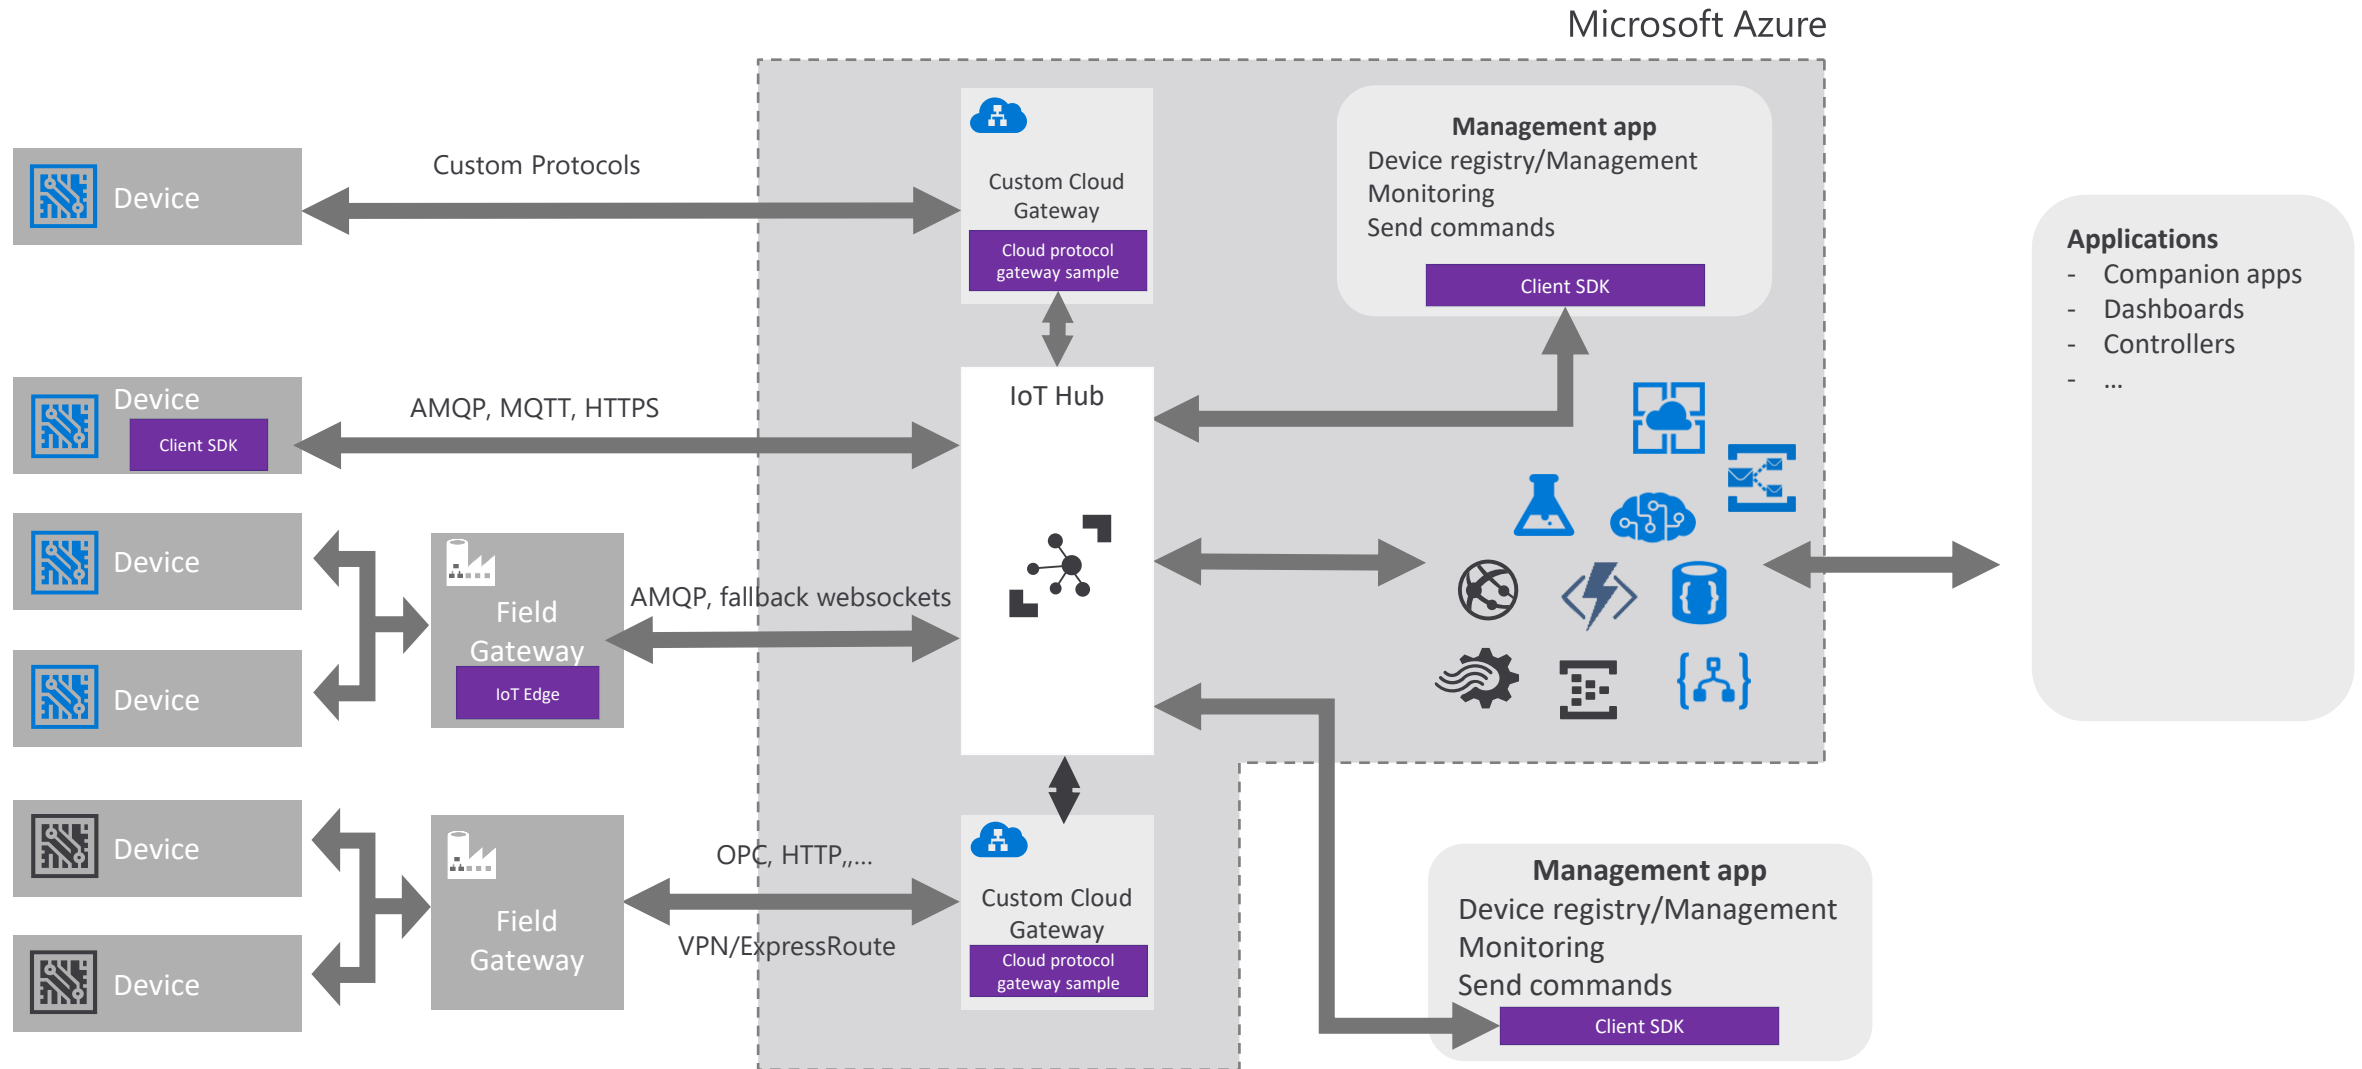 Microsoft Azure
Device
Custom Protocols
Custom Cloud
Gateway
Cloud protocol
gateway sample
Management app
Device registry/Management
Monitoring
Send commands
Client SDK
Applications
- Companion apps
- Dashboards
- Controllers
- ...
Device
Client SDK
AMQP, MQTT, HTTPS
IoT Hub
Device
Device
Field
Gateway
IoT Edge
AMQP, fallback websockets
Device
Device
Field
Gateway
OPC, HTTP,,...
VPN/ExpressRoute
Custom Cloud
Gateway
Cloud protocol
gateway sample
Management app
Device registry/Management
Monitoring
Send commands
Client SDK